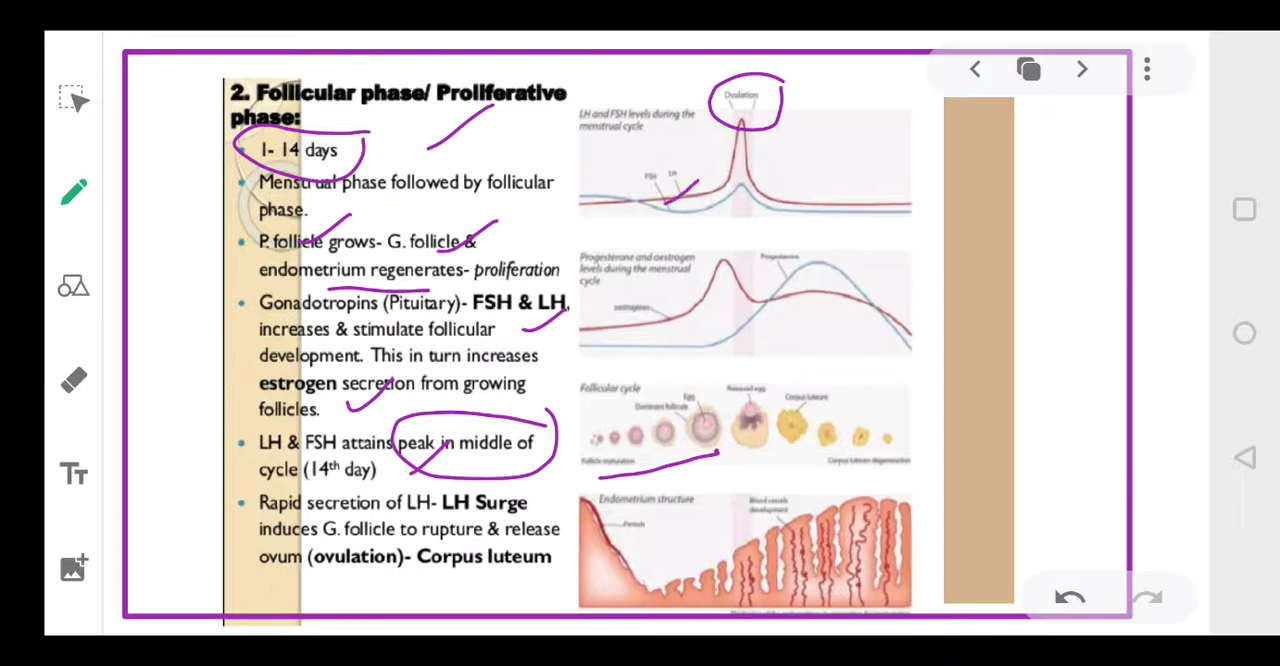 2. Follicular phase/ Proliferative
phase:
• 1- 14 days
• Menstrual phase followed by follicular
phase.
• P. follicle grows- G. follicle &
endometrium regenerates- proliferation
• Gonadotropins (Pituitary)- FSH & LH,
increases & stimulate follicular
development. This in turn increases
estrogen secretion from growing
follicles.
• LH & FSH attains peak in middle of
cycle (14th day)
• Rapid secretion of LH- LH Surge
induces G. follicle to rupture & release
ovum (ovulation)- Corpus luteum
Ovulation
LH and FSH levels during the
menstrual cycle
FSH LH
Progesterone and oestrogen
levels during the menstrual
cycle
Progesterone
oestrogen
Follicular cycle
Released egg
Egg
Corpus luteum
Dominant follicule
Follicle maturation
Corpus luteum degeneration
Endometrium structure
Blood vessels
development
Periods
TT